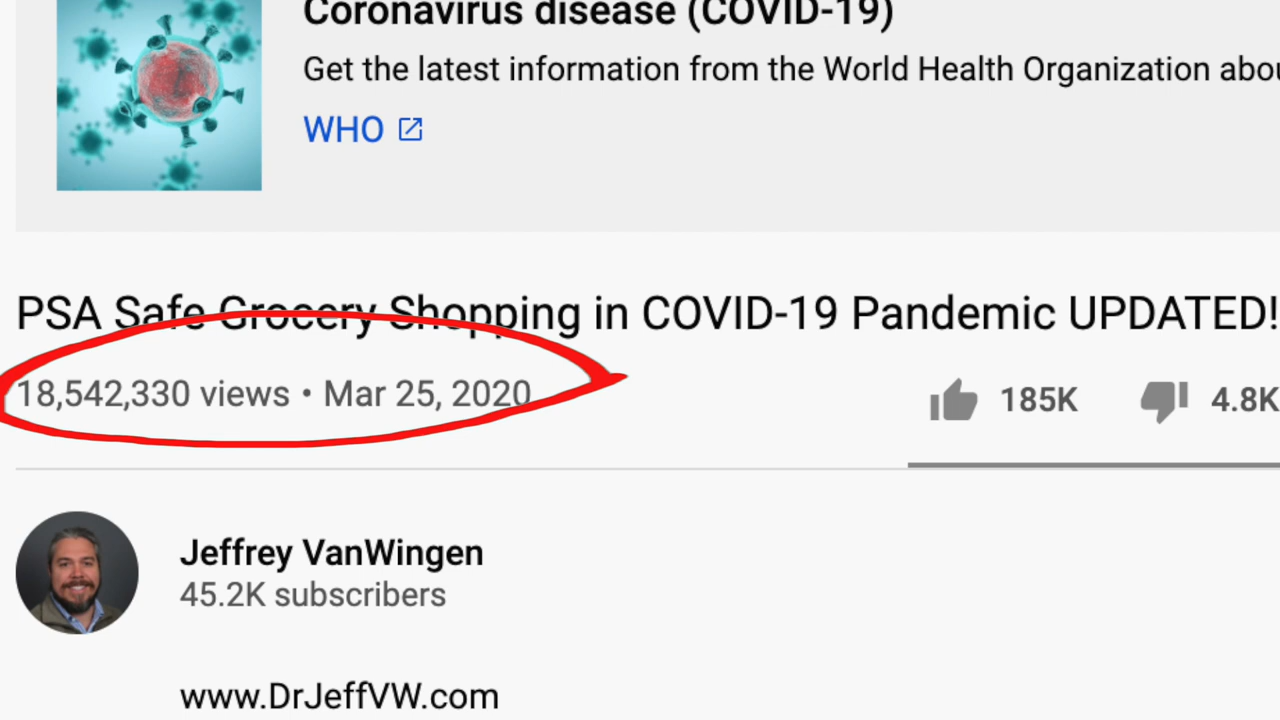 Coronavirus disease (COVID-19)
Get the latest information from the World Health Organization abou
WHO
PSA Safe Grocery Shopping in COVID-19 Pandemic UPDATED!
18,542,330 views • Mar 25, 2020
185K
4.8K
Jeffrey VanWingen
45.2K subscribers
www.DrJeffVW.com